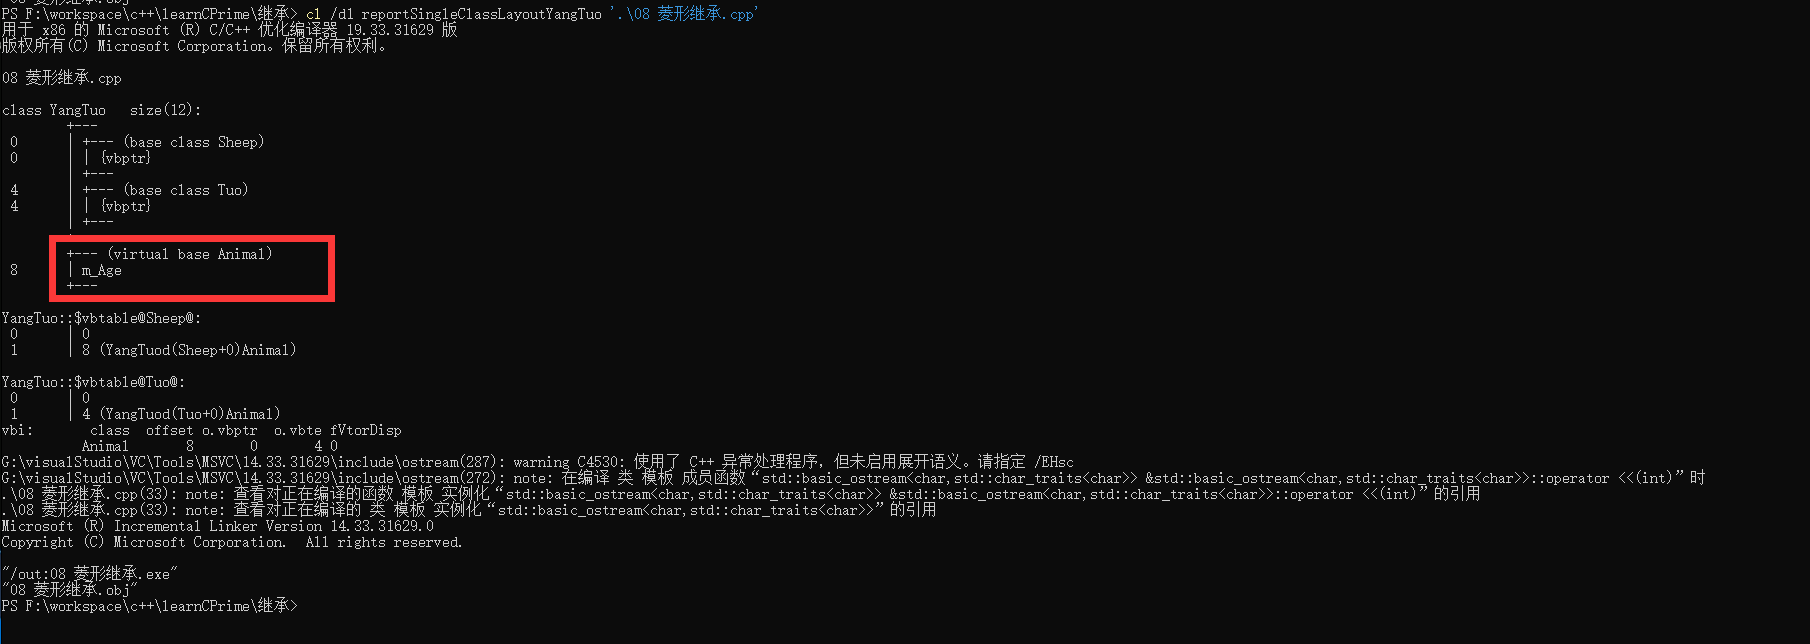 PS F:\workspace\c++\learnCPrime\继承> cl /d1 reportSingleClassLayoutYangTuo '.\08 菱形继承.cpp'
用于 x86 的 Microsoft (R) C/C++ 优化编译器 19.33.31629 版
版权所有(C) Microsoft Corporation。保留所有权利。
08 菱形继承.cpp
class YangTuo   size(12):
        +---
 0      | +--- (base class Sheep)
 0      | | {vbptr}
        | +---
 4      | +--- (base class Tuo)
 4      | | {vbptr}
        | +---
        +--- (virtual base Animal)
 8      | m_Age
        +---
YangTuo::$vbtable@Sheep@:
 0      | 0
 1      | 8 (YangTuod(Sheep+0)Animal)
YangTuo::$vbtable@Tuo@:
 0      | 0
 1      | 4 (YangTuod(Tuo+0)Animal)
vbi:       class  offset o.vbptr  o.vbte fVtorDisp
          Animal       8       0       4 0
G:\visualStudio\VC\Tools\MSVC\14.33.31629\include\ostream(287): warning C4530: 使用了 C++ 异常处理程序，但未启用展开语义。请指定 /EHsc
G:\visualStudio\VC\Tools\MSVC\14.33.31629\include\ostream(272): note: 在编译 类 模板 成员函数“std::basic_ostream<char,std::char_traits<char>> &std::basic_ostream<char,std::char_traits<char>>::operator <<(int)”时
.\08 菱形继承.cpp(33): note: 查看对正在编译的函数 模板 实例化“std::basic_ostream<char,std::char_traits<char>> &std::basic_ostream<char,std::char_traits<char>>::operator <<(int)”的引用
.\08 菱形继承.cpp(33): note: 查看对正在编译的 类 模板 实例化“std::basic_ostream<char,std::char_traits<char>>”的引用
Microsoft (R) Incremental Linker Version 14.33.31629.0
Copyright (C) Microsoft Corporation.  All rights reserved.
"/out:08 菱形继承.exe"
"08 菱形继承.obj"
PS F:\workspace\c++\learnCPrime\继承>